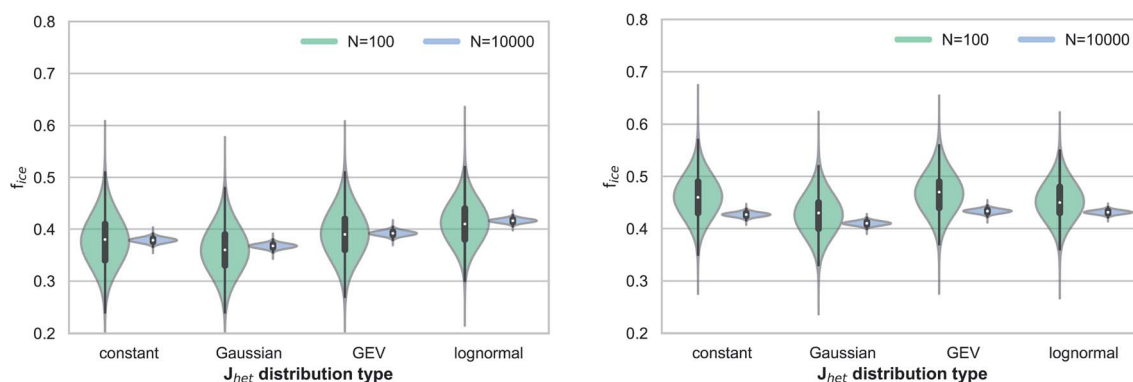 0.8
N=100 N=10000
0.7
0.6
f_ice
0.5
0.4
0.3
0.2
constant Gaussian GEV lognormal
J_het distribution type
0.8
N=100 N=10000
0.7
0.6
f_ice
0.5
0.4
0.3
0.2
constant Gaussian GEV lognormal
J_het distribution type